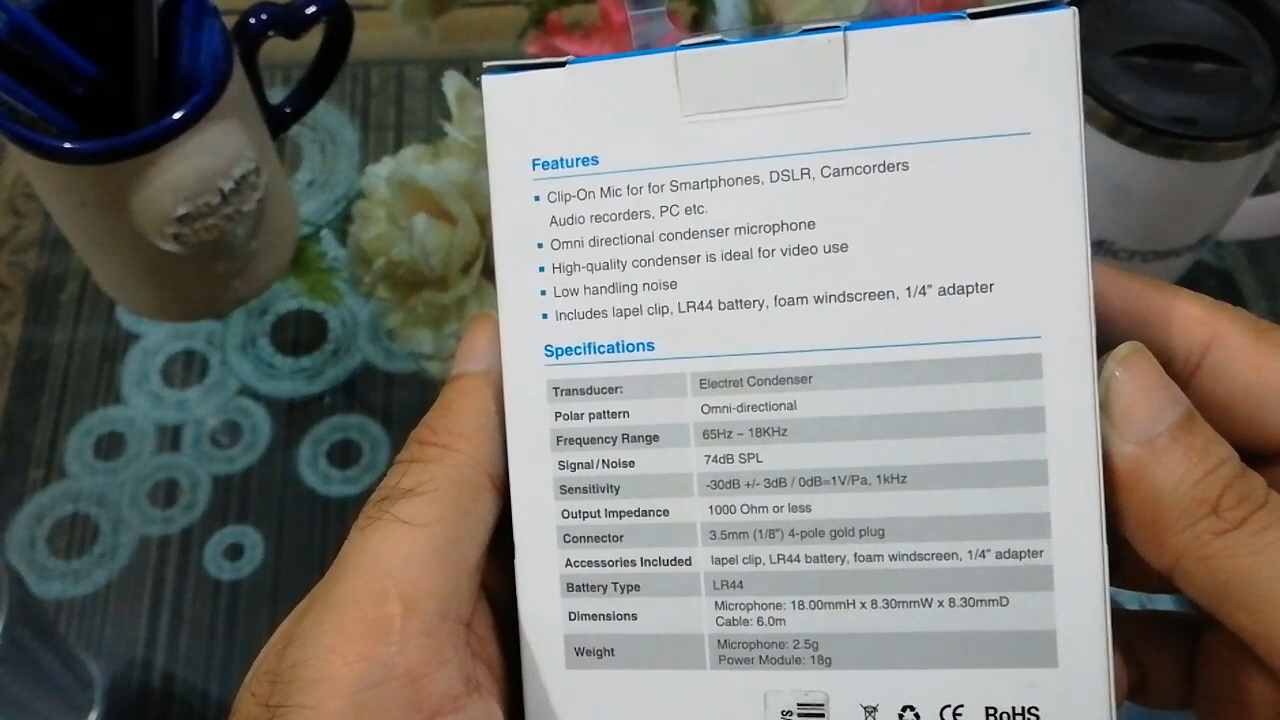 Features
Clip-On Mic for for Smartphones, DSLR, Camcorders
Audio recorders, PC etc.
Omni directional condenser microphone
High-quality condenser is ideal for video use
Low handling noise
Includes lapel clip, LR44 battery, foam windscreen, 1/4" adapter
Specifications
Transducer: Electret Condenser
Polar pattern Omni-directional
Frequency Range 65Hz – 18KHz
Signal/Noise 74dB SPL
Sensitivity -30dB +/- 3dB / 0dB=1V/Pa, 1kHz
Output Impedance 1000 Ohm or less
Connector 3.5mm (1/8") 4-pole gold plug
Accessories Included lapel clip, LR44 battery, foam windscreen, 1/4" adapter
Battery Type LR44
Dimensions Microphone: 18.00mmH x 8.30mmW x 8.30mmD
Cable: 6.0m
Weight Microphone: 2.5g
Power Module: 18g
CE RoHS